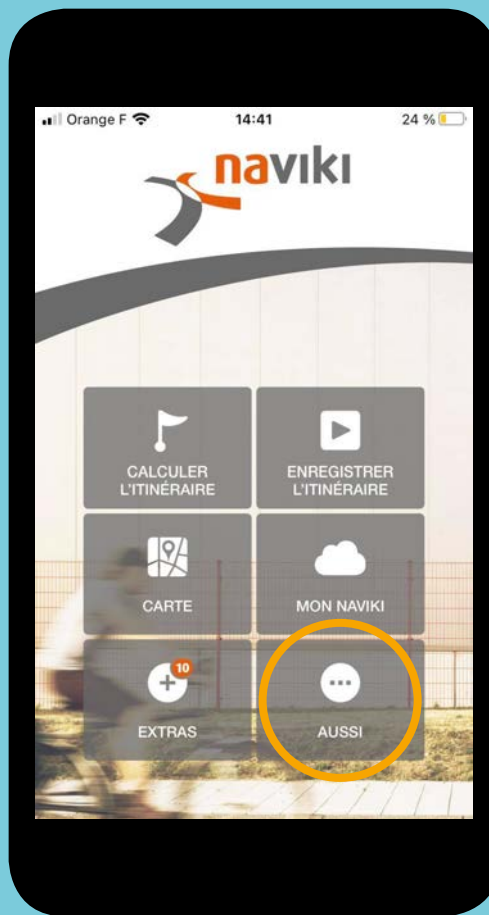 Orange F 14:41 24 %
naviki
CALCULER
L'ITINÉRAIRE
ENREGISTRER
L'ITINÉRAIRE
CARTE
MON NAVIKI
10
EXTRAS
AUSSI